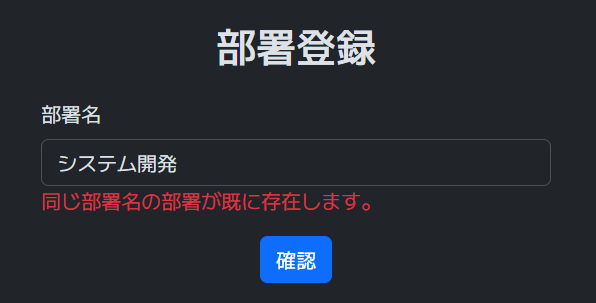 部署登録
部署名
システム開発
同じ部署名の部署が既に存在します。
確認